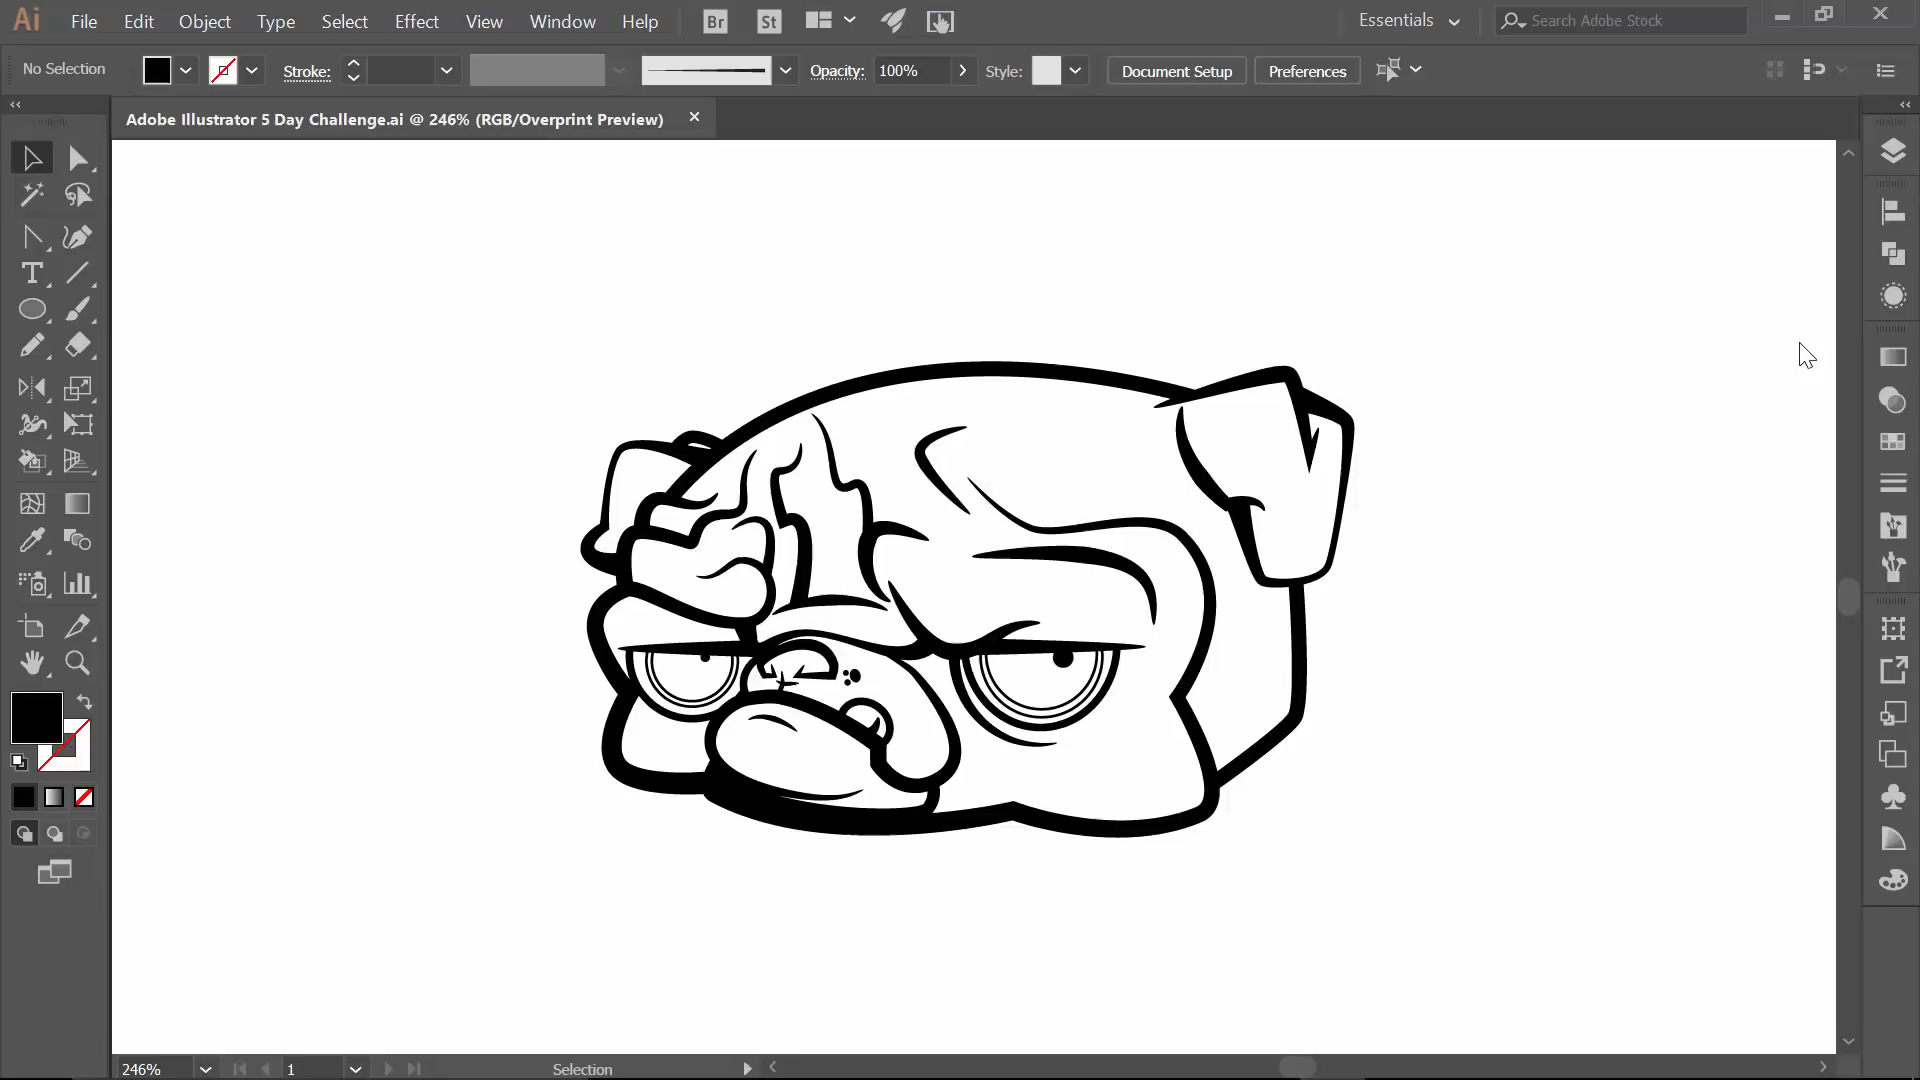 Ai File Edit Object Type Select Effect View Window Help Br St Essentials Search Adobe Stock
No Selection Stroke: Opacity: 100% Style: Document Setup Preferences
Adobe Illustrator 5 Day Challenge.ai @ 246% (RGB/Overprint Preview)
246% 1 Selection